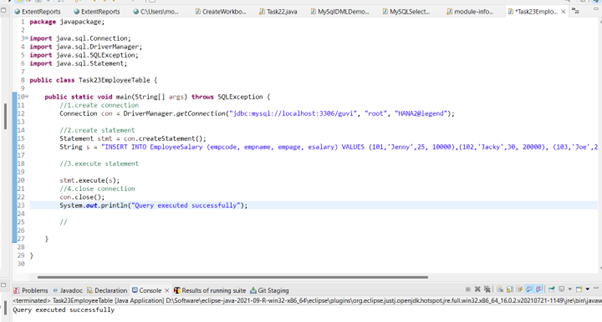 ExtentReports ExtentReports C:\Users\mo... CreateWorkbo... Task22.java MySqlDMLDemo... MySQLSelect... module-info... *Task23Emplo...
1 package javapackage;
2
3 import java.sql.Connection;
4 import java.sql.DriverManager;
5 import java.sql.SQLException;
6 import java.sql.Statement;
7
8 public class Task23EmployeeTable {
9
10 public static void main(String[] args) throws SQLException {
11 //1.create connection
12 Connection con = DriverManager.getConnection("jdbc:mysql://localhost:3306/guvi", "root", "HANA2@legend");
13
14 //2.create statement
15 Statement stmt = con.createStatement();
16 String s = "INSERT INTO EmployeeSalary (empcode, empname, empage, esalary) VALUES (101,'Jenny',25, 10000),(102,'Jacky',30, 20000), (103,'Joe',2
17
18 //3.execute statement
19
20 stmt.execute(s);
21 //4.close connection
22 con.close();
23 System.out.println("Query executed successfully");
24
25 //
26
27 }
28
29 }
30
Problems Javadoc Declaration Console Results of running suite Git Staging
<terminated> Task23EmployeeTable [Java Application] D:\Software\eclipse-java-2021-09-R-win32-x86_64\eclipse\plugins\org.eclipse.justj.openjdk.hotspot.jre.full.win32.x86_64_16.0.2.v20210721-1149\jre\bin\javaw
Query executed successfully